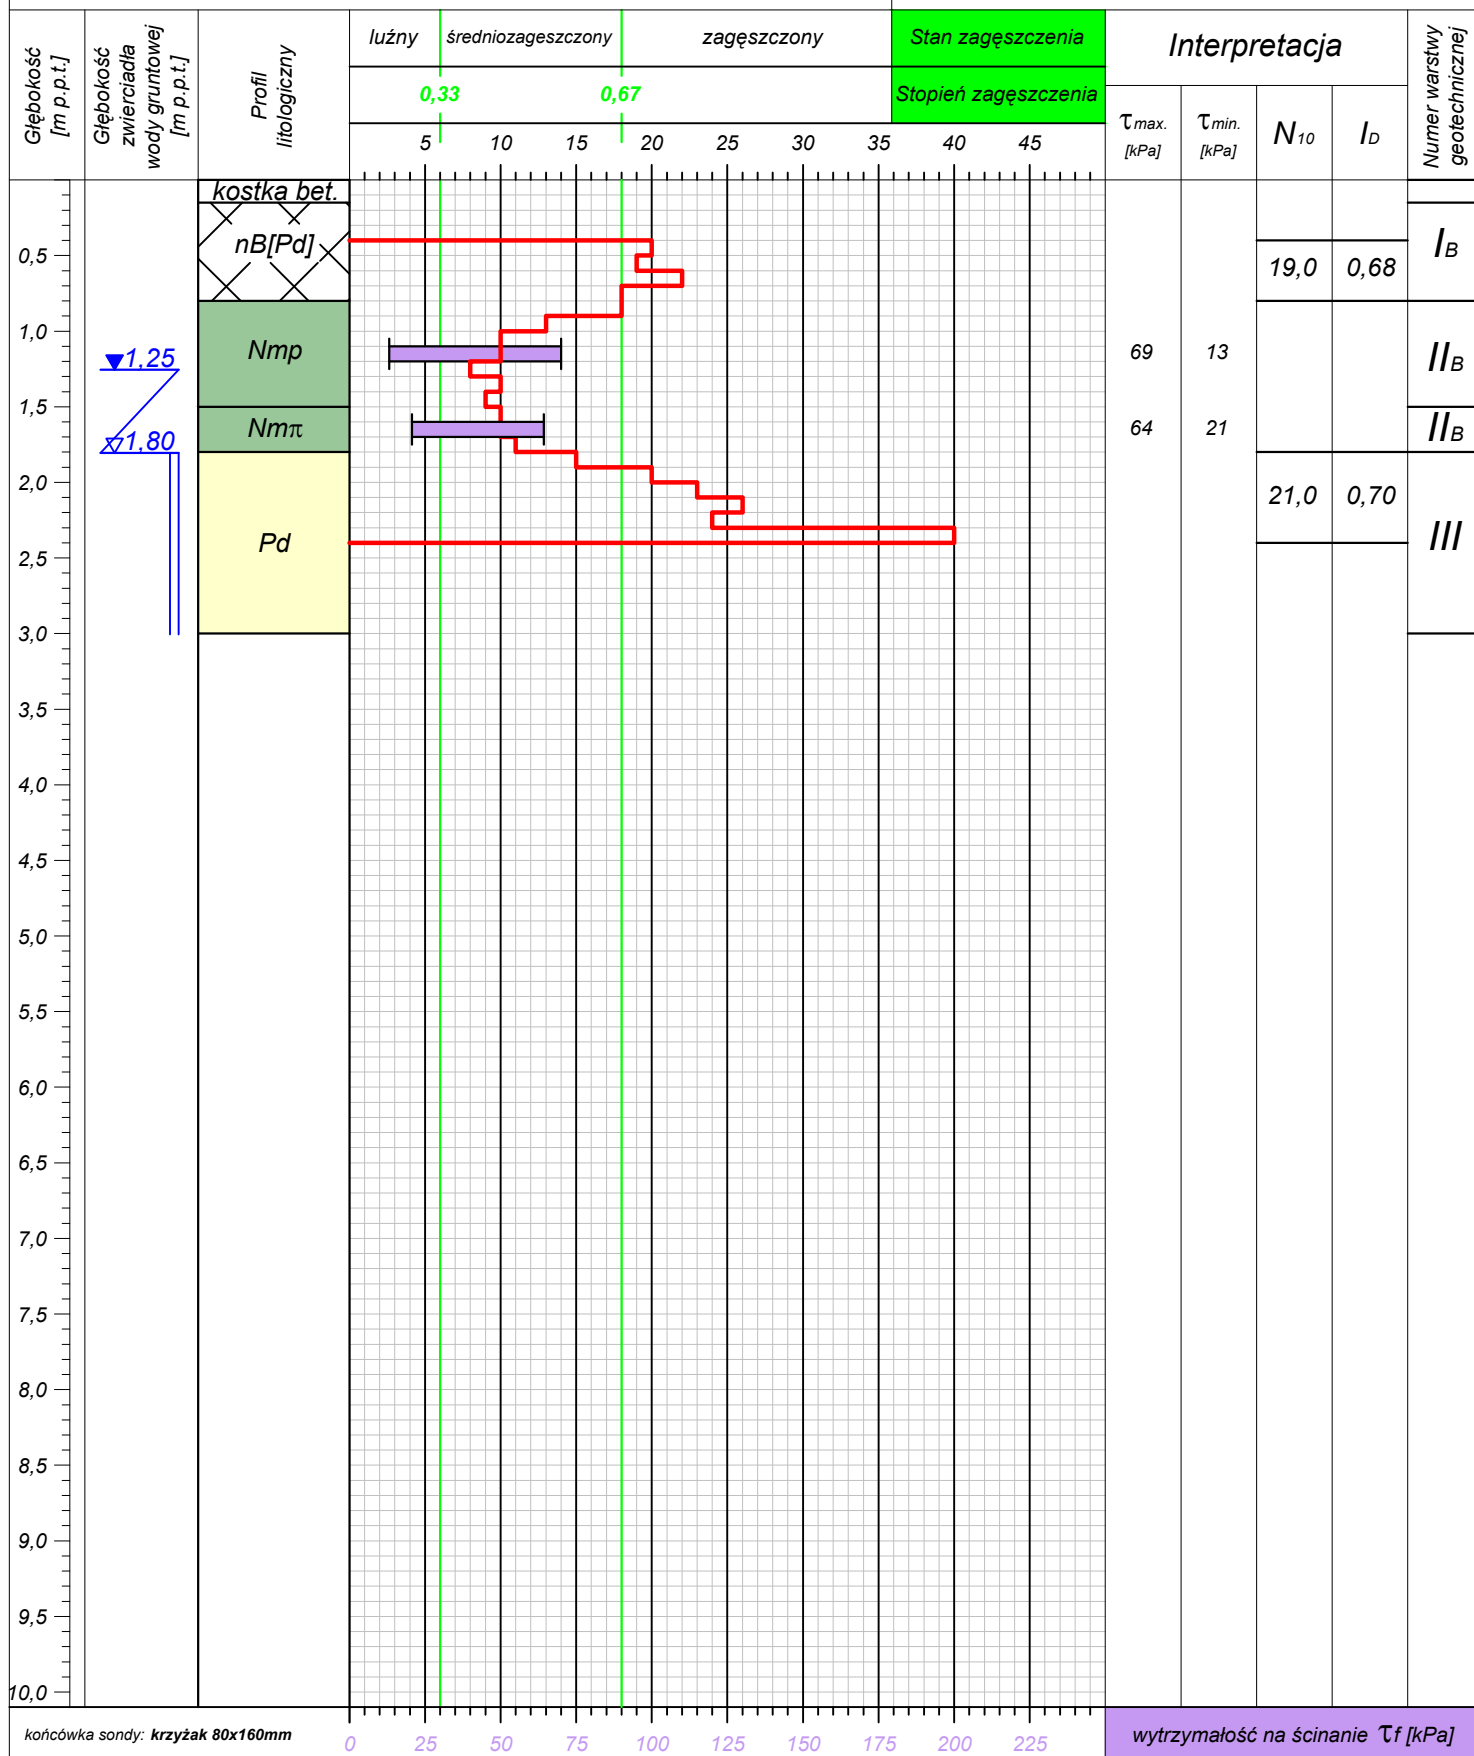 Głębokość
[m p.p.t.]
Głębokość
zwierciadła
wody gruntowej
[m p.p.t.]
Profil
litologiczny
luźny
średniozageszczony
zagęszczony
Stan zagęszczenia
0,33
0,67
Stopień zagęszczenia
5 10 15 20 25 30 35 40 45
Interpretacja
τmax.
[kPa]
τmin.
[kPa]
N10
ID
Numer warstwy
geotechnicznej
kostka bet.
nB[Pd]
0,5
19,0 0,68
IB
1,0
Nmp
1,25
69 13
IIB
1,5
Nmπ
1,80
64 21
IIB
2,0
21,0 0,70
Pd
III
2,5
3,0
3,5
4,0
4,5
5,0
5,5
6,0
6,5
7,0
7,5
8,0
8,5
9,0
9,5
10,0
końcówka sondy: krzyżak 80x160mm
0 25 50 75 100 125 150 175 200 225
wytrzymałość na ścinanie τf [kPa]